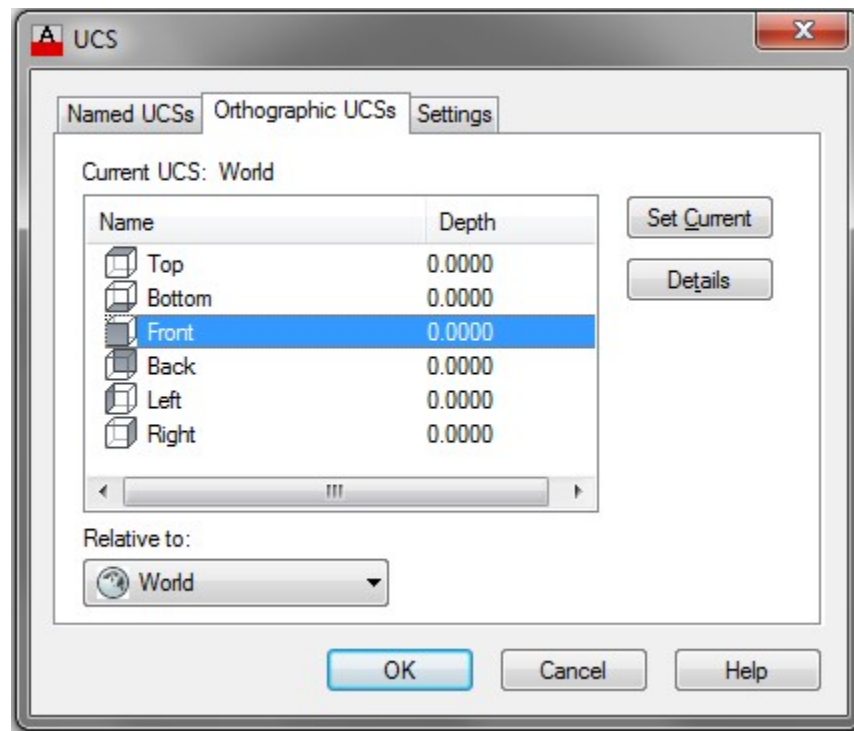 UCS
Named UCSs Orthographic UCSs Settings
Current UCS: World
Name Depth
Top 0.0000
Bottom 0.0000
Front 0.0000
Back 0.0000
Left 0.0000
Right 0.0000
Set Current
Details
Relative to:
World
OK Cancel Help